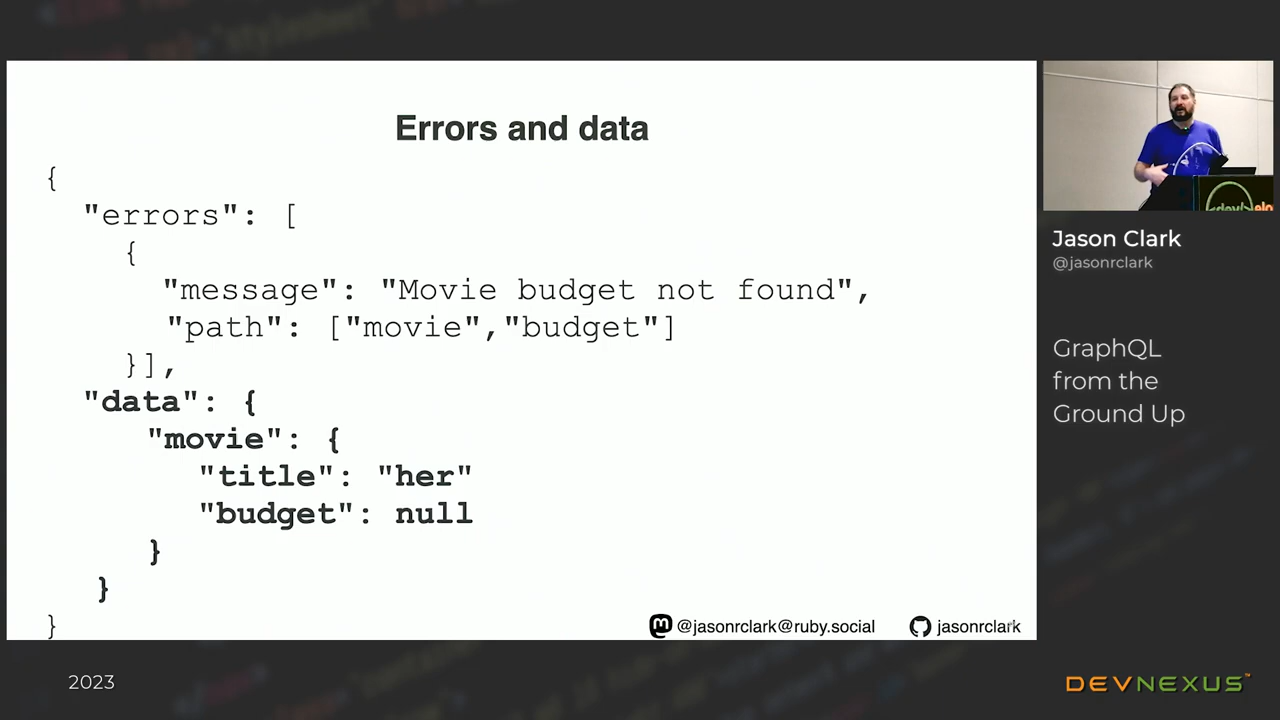 Errors and data
{
"errors": [
{
"message": "Movie budget not found",
"path": ["movie","budget"]
}],
"data": {
"movie": {
"title": "her"
"budget": null
}
}
}
@jasonrclark@ruby.social
jasonrclark
Jason Clark
@jasonrclark
GraphQL
from the
Ground Up
2023
DEVNEXUS™